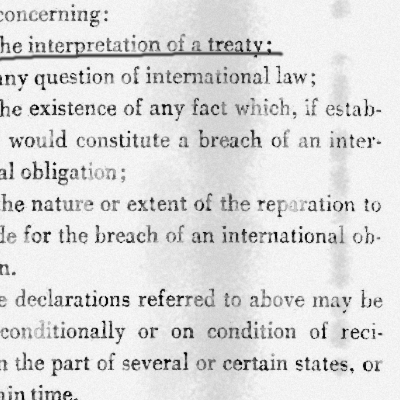 concerning:
he interpretation of a treaty;
any question of international law;
he existence of any fact which, if estab-
would constitute a breach of an inter-
al obligation;
he nature or extent of the reparation to
de for the breach of an international ob-
n.
e declarations referred to above may be
conditionally or on condition of reci-
n the part of several or certain states, or
ain time.